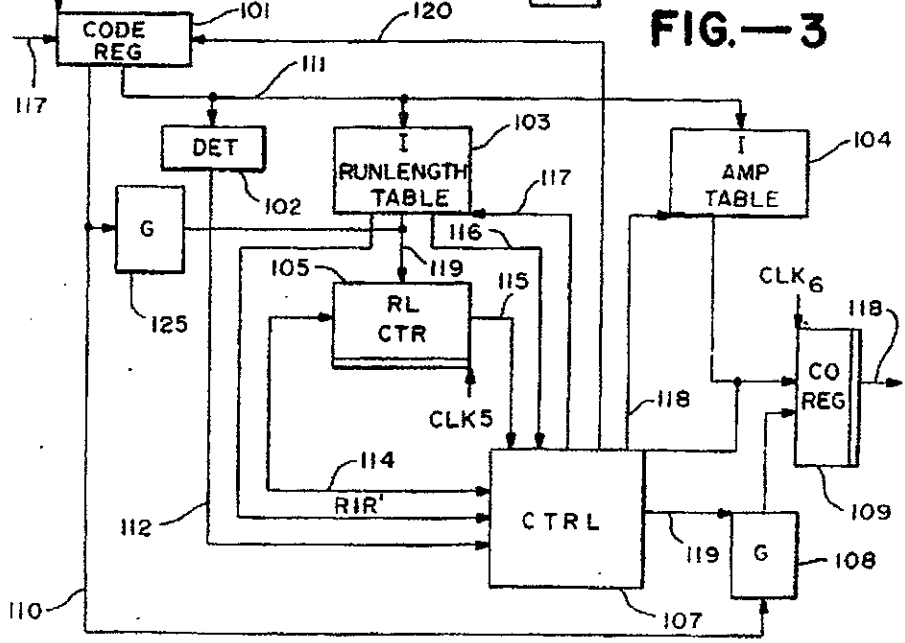 101
120
FIG.—3
CODE
REG
111
117
DET
I
RUNLENGTH
TABLE
103
I
AMP
TABLE
104
102
117
116
G
119
105
115
RL
CTR
CLK6
118
125
CO
REG
118
CLK5
114
RIR'
CTRL
109
112
119
G
108
110
107